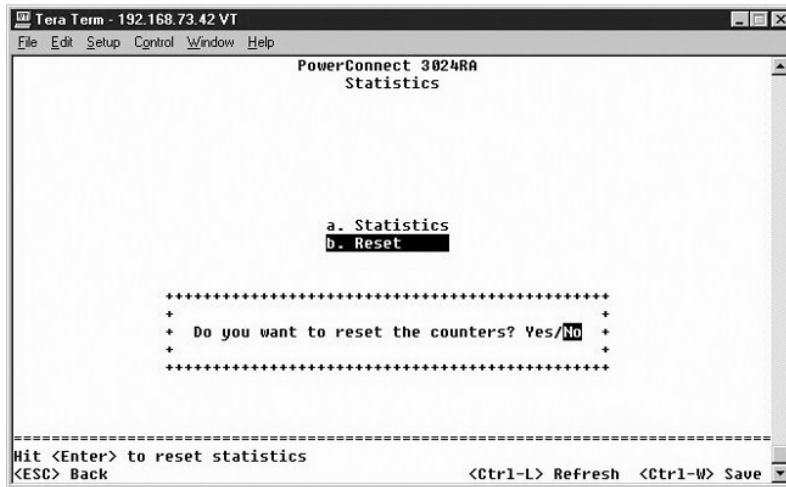 Tera Term - 192.168.73.42 VT
File Edit Setup Control Window Help
PowerConnect 3024RA
Statistics
a. Statistics
b. Reset
+++++++++++++++++++++++++++++++++++++++++++++++
+ +
+ Do you want to reset the counters? Yes/No +
+ +
+++++++++++++++++++++++++++++++++++++++++++++++
================================================================================
Hit <Enter> to reset statistics
<ESC> Back <Ctrl-L> Refresh <Ctrl-W> Save